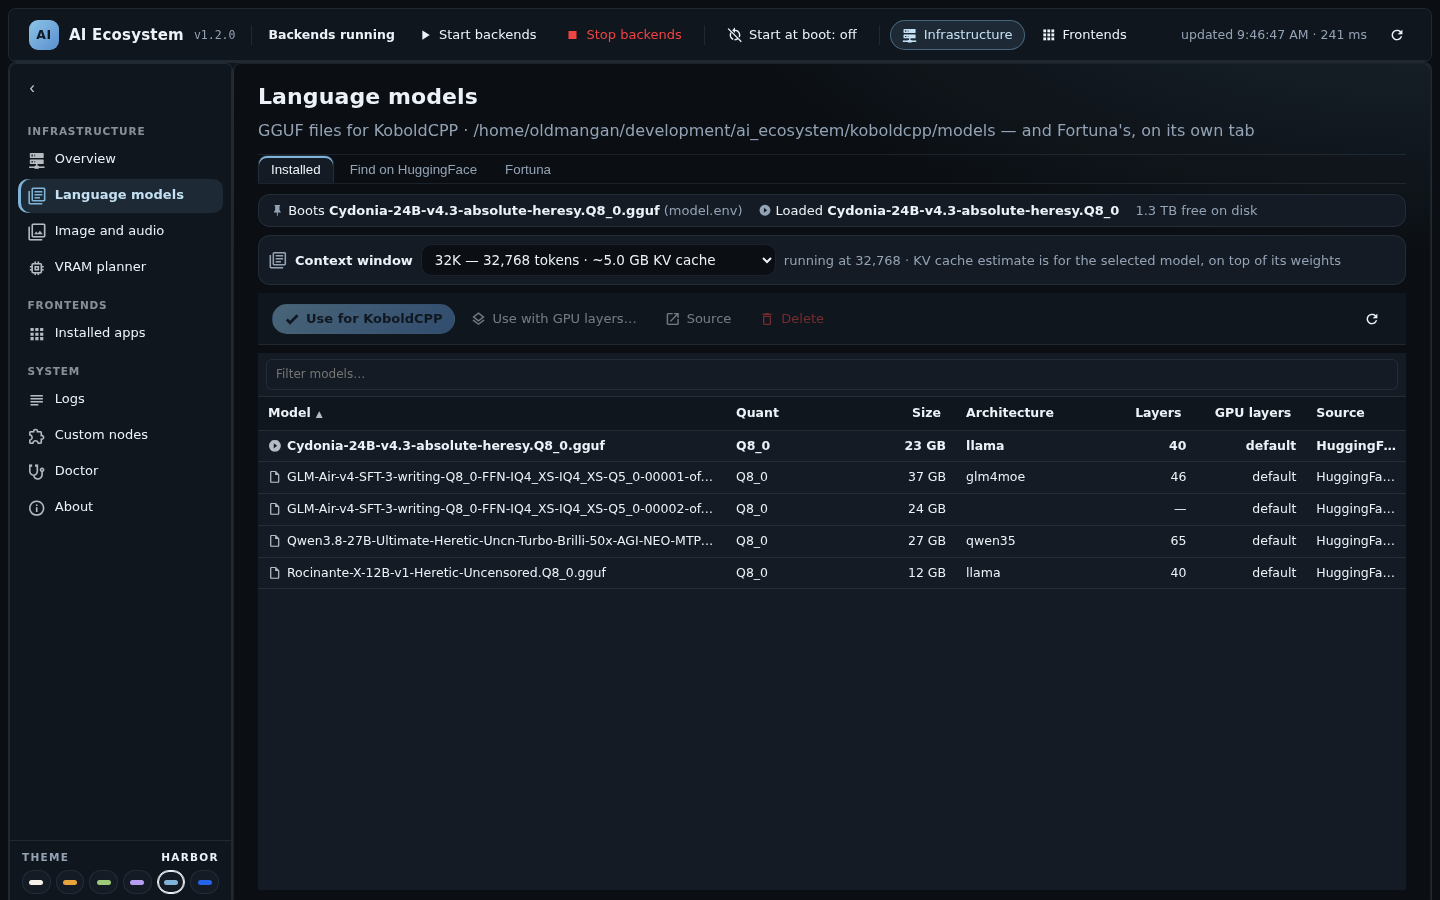 AI AI Ecosystem v1.2.0 Backends running Start backends Stop backends Start at boot: off Infrastructure Frontends updated 9:46:47 AM · 241 ms
‹
INFRASTRUCTURE
Overview
Language models
Image and audio
VRAM planner
FRONTENDS
Installed apps
SYSTEM
Logs
Custom nodes
Doctor
About
THEME HARBOR
Language models
GGUF files for KoboldCPP · /home/oldmangan/development/ai_ecosystem/koboldcpp/models — and Fortuna's, on its own tab
Installed Find on HuggingFace Fortuna
Boots Cydonia-24B-v4.3-absolute-heresy.Q8_0.gguf (model.env) Loaded Cydonia-24B-v4.3-absolute-heresy.Q8_0 1.3 TB free on disk
Context window 32K — 32,768 tokens · ~5.0 GB KV cache running at 32,768 · KV cache estimate is for the selected model, on top of its weights
Use for KoboldCPP Use with GPU layers... Source Delete
Filter models...
Model ▲ Quant Size Architecture Layers GPU layers Source
Cydonia-24B-v4.3-absolute-heresy.Q8_0.gguf Q8_0 23 GB llama 40 default HuggingF...
GLM-Air-v4-SFT-3-writing-Q8_0-FFN-IQ4_XS-IQ4_XS-Q5_0-00001-of... Q8_0 37 GB glm4moe 46 default HuggingFa...
GLM-Air-v4-SFT-3-writing-Q8_0-FFN-IQ4_XS-IQ4_XS-Q5_0-00002-of... Q8_0 24 GB — default HuggingFa...
Qwen3.8-27B-Ultimate-Heretic-Uncn-Turbo-Brilli-50x-AGI-NEO-MTP... Q8_0 27 GB qwen35 65 default HuggingFa...
Rocinante-X-12B-v1-Heretic-Uncensored.Q8_0.gguf Q8_0 12 GB llama 40 default HuggingFa...